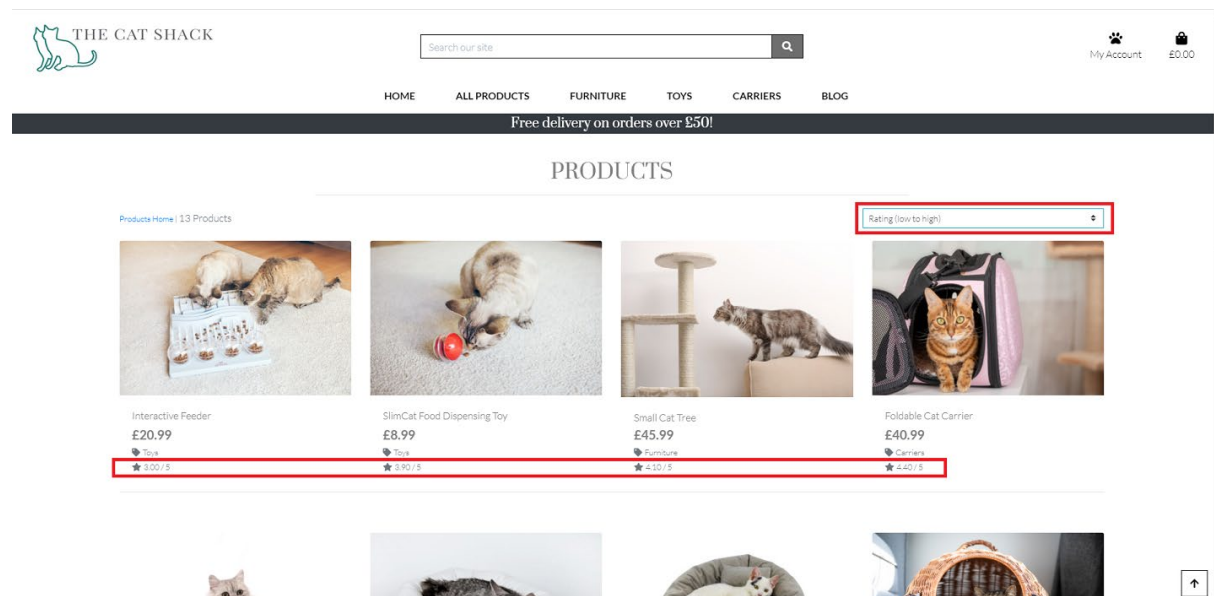 THE CAT SHACK
Search our site
My Account
£0.00
HOME ALL PRODUCTS FURNITURE TOYS CARRIERS BLOG
Free delivery on orders over £50!
PRODUCTS
Products Home | 13 Products
Rating (low to high)
Interactive Feeder
£20.99
Toys
3.00 / 5
SlimCat Food Dispensing Toy
£8.99
Toys
3.90 / 5
Small Cat Tree
£45.99
Furniture
4.10 / 5
Foldable Cat Carrier
£40.99
Carriers
4.40 / 5